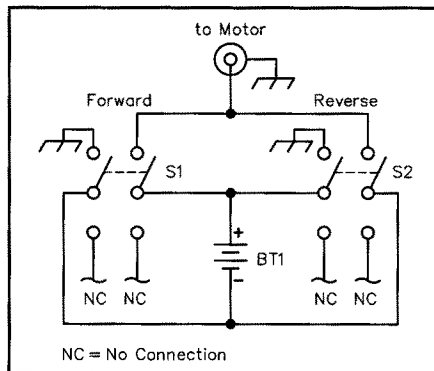 to Motor
Forward
Reverse
S1
S2
+
BT1
-
NC NC
NC NC
NC = No Connection